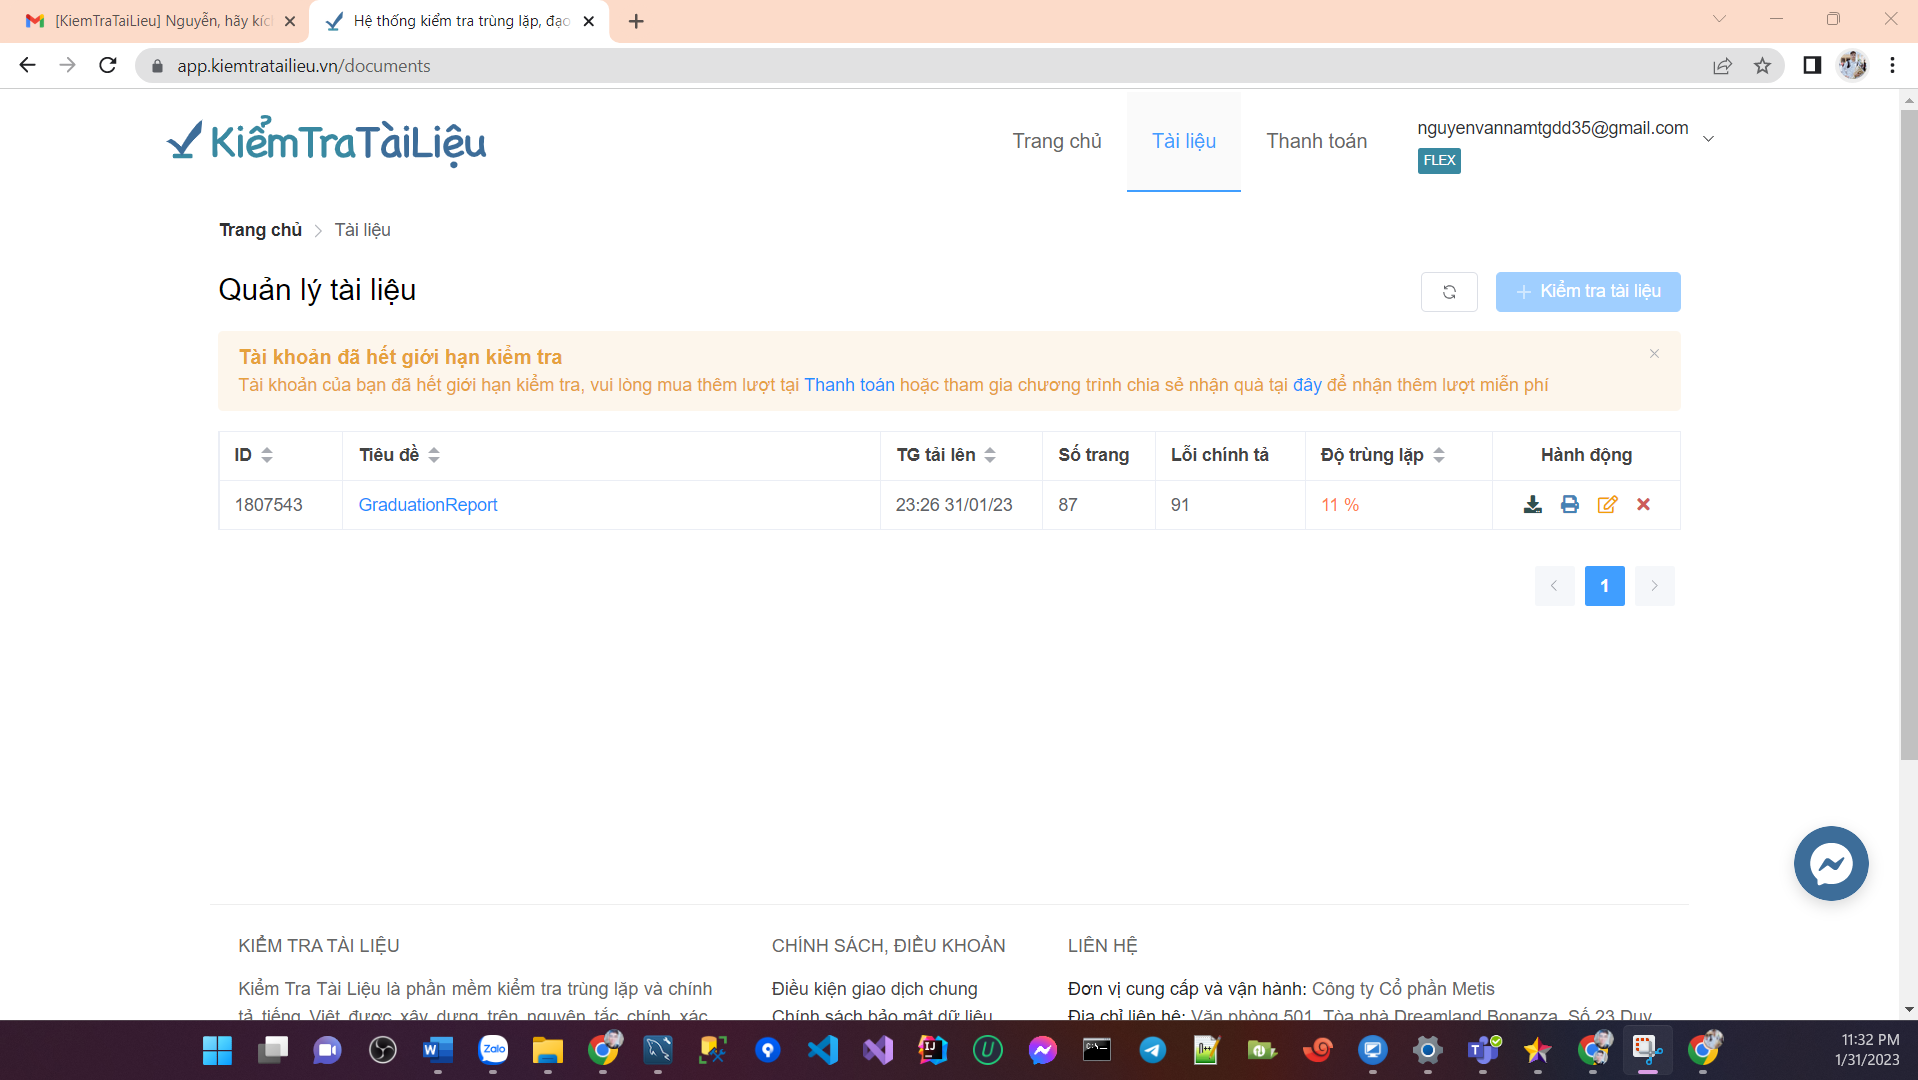 [KiemTraTaiLieu] Nguyễn, hãy kíc
Hệ thống kiểm tra trùng lặp, đạo
app.kiemtratailieu.vn/documents
KiểmTraTàiLiệu
Trang chủ
Tài liệu
Thanh toán
nguyenvannamtgdd35@gmail.com
FLEX
Trang chủ > Tài liệu
Quản lý tài liệu
Kiểm tra tài liệu
Tài khoản đã hết giới hạn kiểm tra
Tài khoản của bạn đã hết giới hạn kiểm tra, vui lòng mua thêm lượt tại Thanh toán hoặc tham gia chương trình chia sẻ nhận quà tại đây để nhận thêm lượt miễn phí
ID Tiêu đề TG tải lên Số trang Lỗi chính tả Độ trùng lặp Hành động
1807543 GraduationReport 23:26 31/01/23 87 91 11 %
1
KIỂM TRA TÀI LIỆU
Kiểm Tra Tài Liệu là phần mềm kiểm tra trùng lặp và chính
tả tiếng Việt được xây dựng trên nguyên tắc chính xác,
CHÍNH SÁCH, ĐIỀU KHOẢN
Điều kiện giao dịch chung
Chính sách bảo mật dữ liệu
LIÊN HỆ
Đơn vị cung cấp và vận hành: Công ty Cổ phần Metis
Địa chỉ liên hệ: Văn phòng 501, Tòa nhà Dreamland Bonanza, Số 23 Duy
Zalo
11:32 PM
1/31/2023